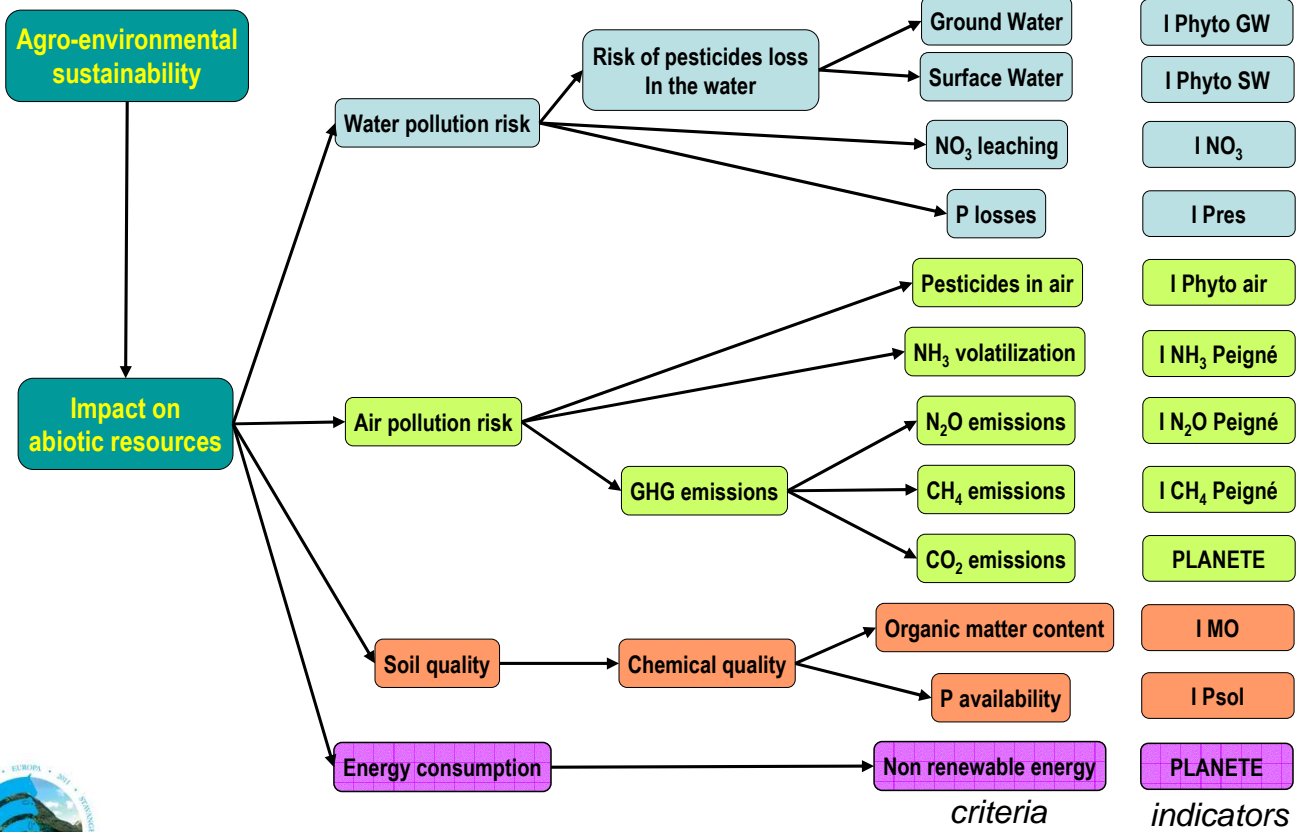 Agro-environmental
sustainability
Impact on
abiotic resources
Water pollution risk
Risk of pesticides loss
In the water
Ground Water
I Phyto GW
Surface Water
I Phyto SW
NO₃ leaching
I NO₃
P losses
I Pres
Air pollution risk
Pesticides in air
I Phyto air
NH₃ volatilization
I NH₃ Peigné
GHG emissions
N₂O emissions
I N₂O Peigné
CH₄ emissions
I CH₄ Peigné
CO₂ emissions
PLANETE
Soil quality
Chemical quality
Organic matter content
I MO
P availability
I Psol
Energy consumption
Non renewable energy
PLANETE
criteria
indicators
EUROPA
2011